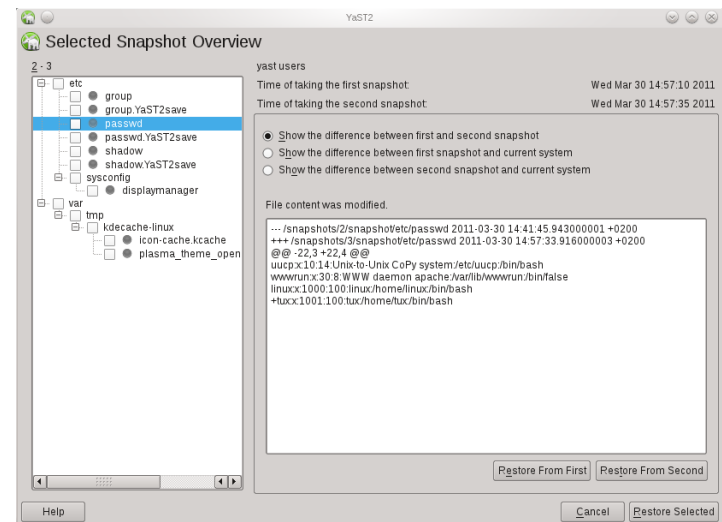 YaST2
Selected Snapshot Overview
2 - 3
etc
group
group.YaST2save
passwd
passwd.YaST2save
shadow
shadow.YaST2save
sysconfig
displaymanager
var
tmp
kdecache-linux
icon-cache.kcache
plasma_theme_open
yast users
Time of taking the first snapshot: Wed Mar 30 14:57:10 2011
Time of taking the second snapshot: Wed Mar 30 14:57:35 2011
Show the difference between first and second snapshot
Show the difference between first snapshot and current system
Show the difference between second snapshot and current system
File content was modified.
--- /snapshots/2/snapshot/etc/passwd 2011-03-30 14:41:45.943000001 +0200
+++ /snapshots/3/snapshot/etc/passwd 2011-03-30 14:57:33.916000003 +0200
@@ -22,3 +22,4 @@
uucp:x:10:14:Unix-to-Unix CoPy system:/etc/uucp:/bin/bash
wwwrun:x:30:8:WWW daemon apache:/var/lib/wwwrun:/bin/false
linux:x:1000:100:linux:/home/linux:/bin/bash
+tux:x:1001:100:tux:/home/tux:/bin/bash
Restore From First Restore From Second
Help Cancel Restore Selected